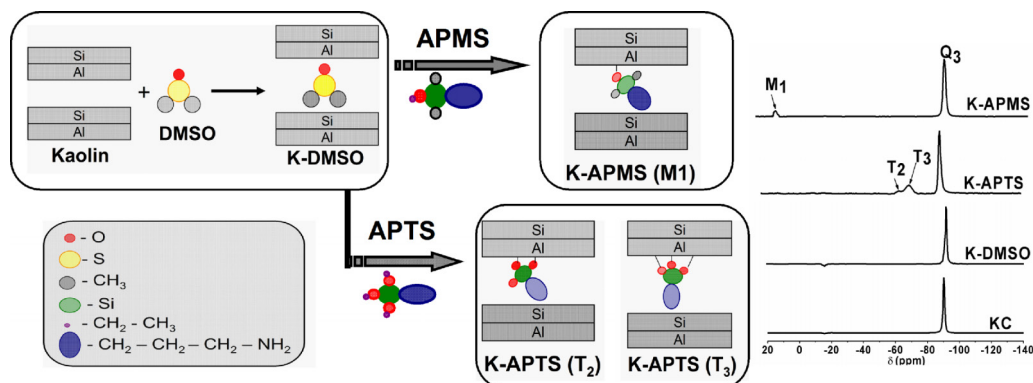 Si
Al
+
Si
Al
Kaolin
DMSO
Si
Al
Si
Al
K-DMSO
APMS
Si
Al
Si
Al
K-APMS (M1)
APTS
Si
Al
Si
Al
K-APTS (T₂)
Si
Al
Si
Al
K-APTS (T₃)
- O
- S
- CH₃
- Si
- CH₂ – CH₃
- CH₂ – CH₂ – CH₂ – NH₂
Q₃
M₁
K-APMS
T₂ T₃
K-APTS
K-DMSO
KC
20 0 -20 -40 -60 -80 -100 -120 -140
δ (ppm)